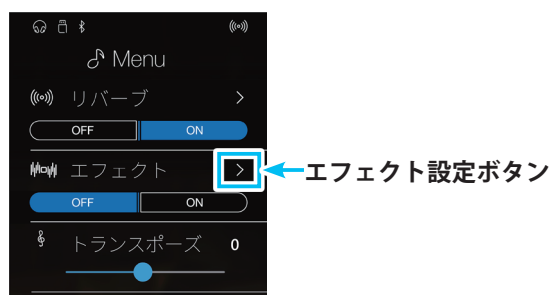 Menu
リバーブ >
OFF ON
エフェクト >
エフェクト設定ボタン
OFF ON
トランスポーズ 0